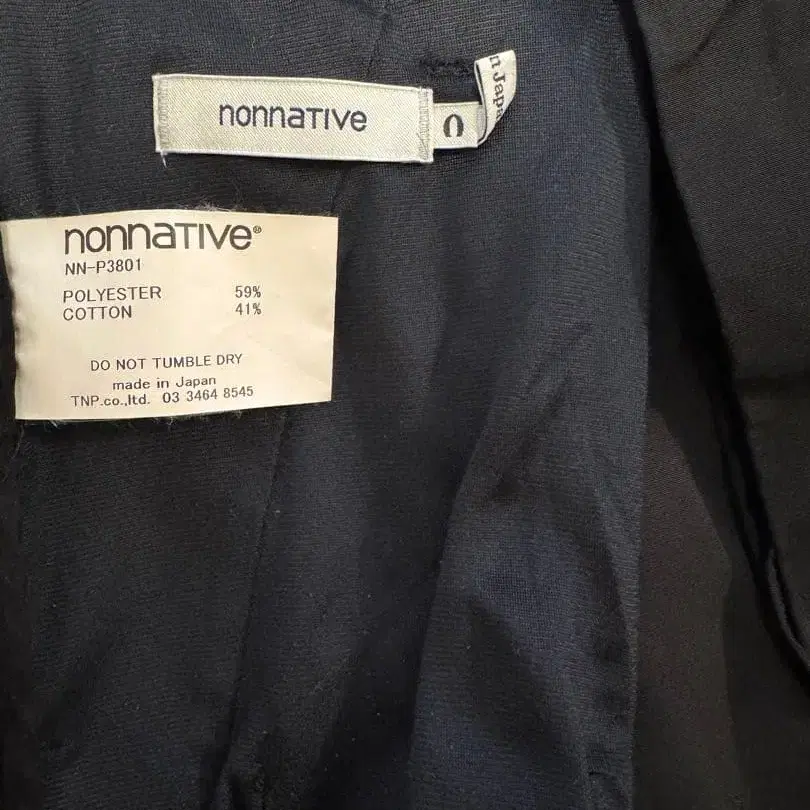 nonnative
0
n Japa
nonnative®
NN-P3801
POLYESTER 59%
COTTON 41%
DO NOT TUMBLE DRY
made in Japan
TNP.co.,ltd. 03 3464 8545